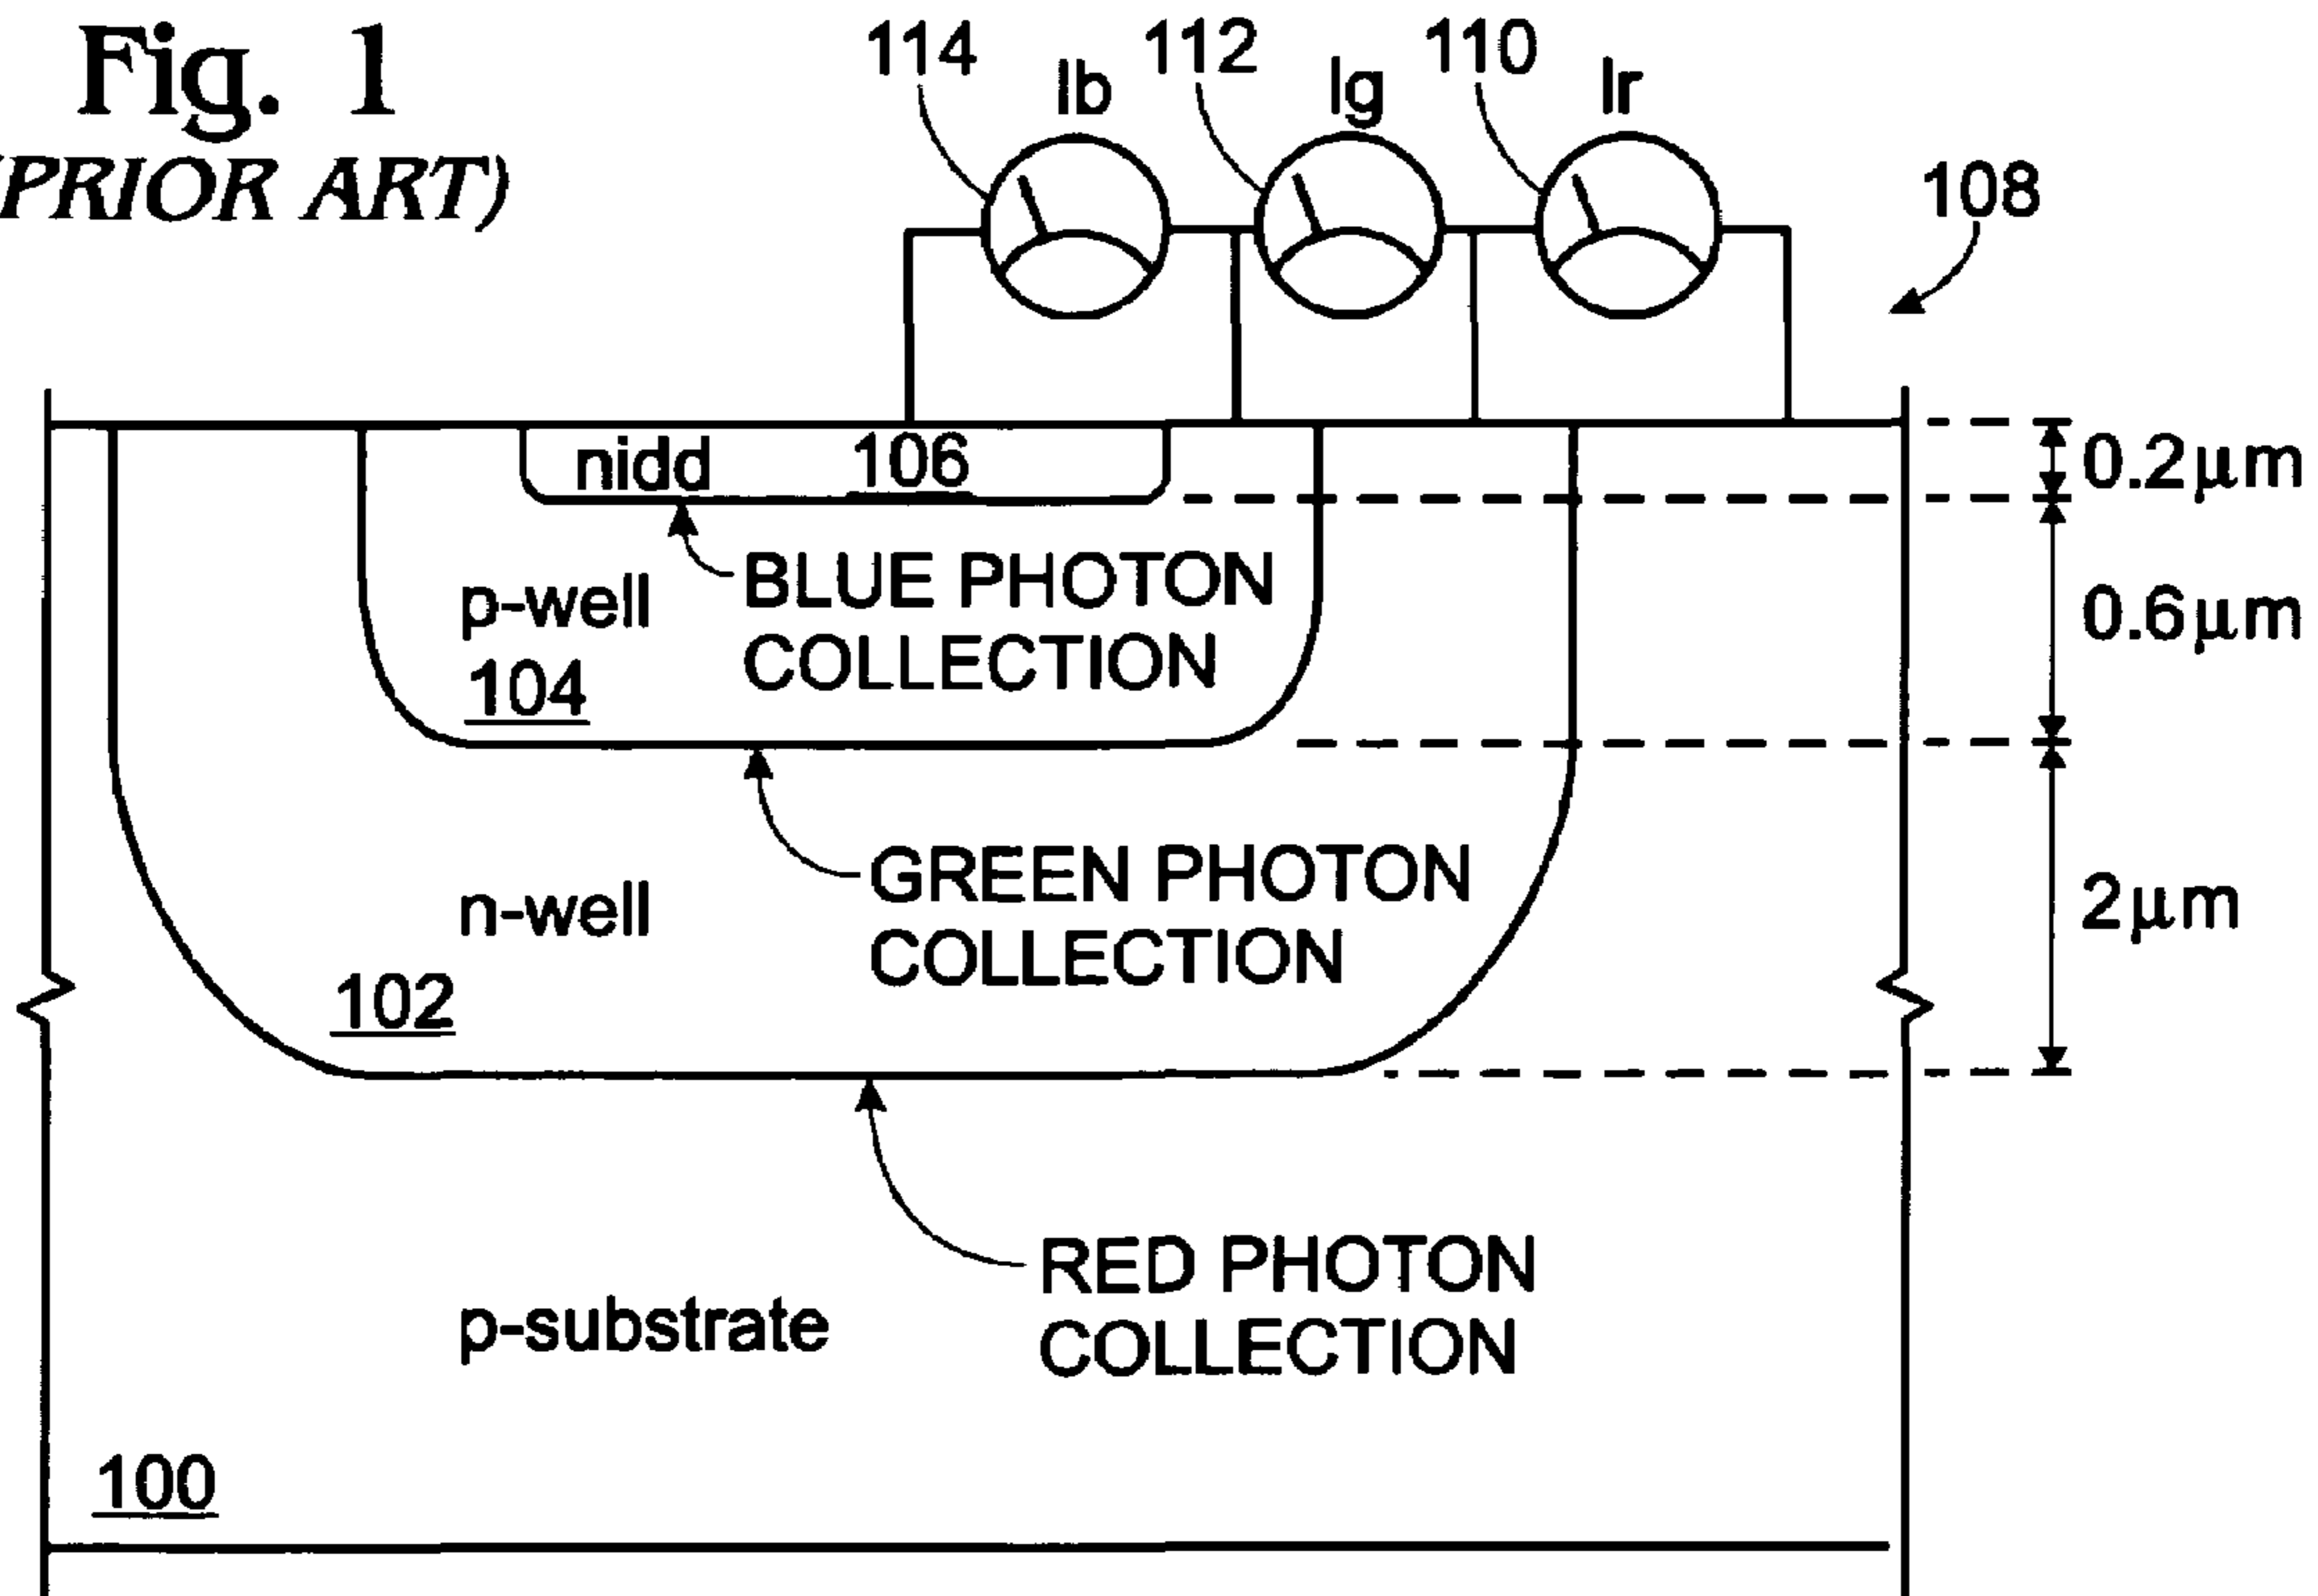 Fig. 1
(PRIOR ART)
114
Ib
112
Ig
110
Ir
108
nidd
106
0.2μm
BLUE PHOTON
COLLECTION
p-well
104
0.6μm
GREEN PHOTON
COLLECTION
n-well
102
2μm
RED PHOTON
COLLECTION
p-substrate
100